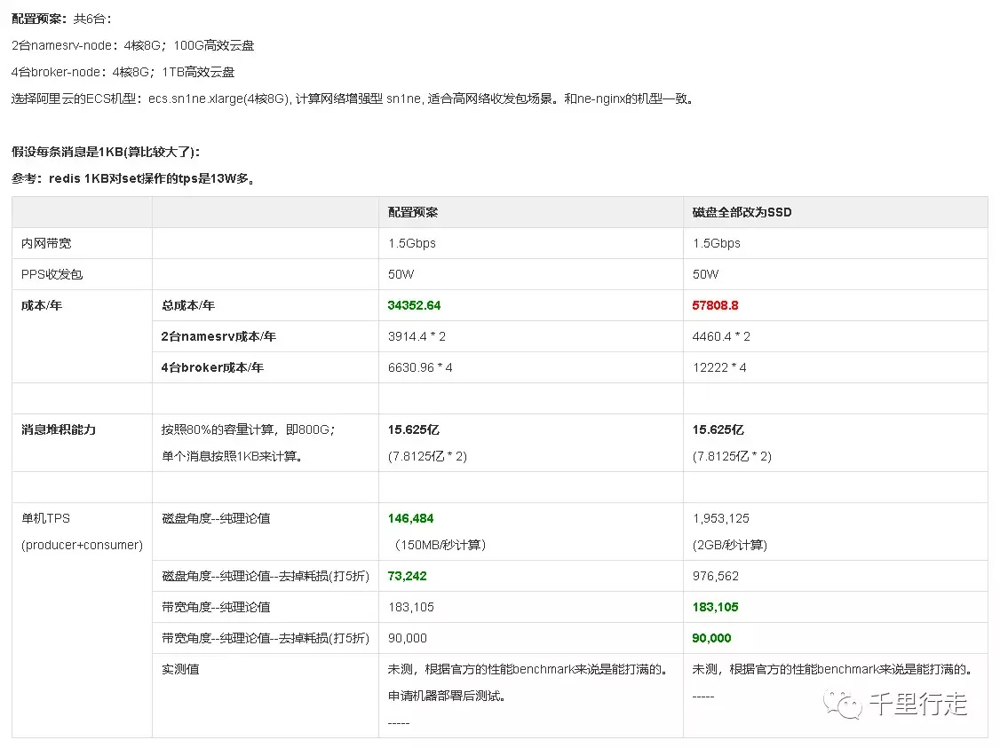 配置预案：共6台：
2台namesrv-node：4核8G；100G高效云盘
4台broker-node：4核8G；1TB高效云盘
选择阿里云的ECS机型：ecs.sn1ne.xlarge(4核8G), 计算网络增强型 sn1ne, 适合高网络收发包场景。和ne-nginx的机型一致。
假设每条消息是1KB(算比较大了)：
参考：redis 1KB对set操作的tps是13W多。
配置预案 磁盘全部改为SSD
内网带宽 1.5Gbps 1.5Gbps
PPS收发包 50W 50W
成本/年 总成本/年 34352.64 57808.8
2台namesrv成本/年 3914.4 * 2 4460.4 * 2
4台broker成本/年 6630.96 * 4 12222 * 4
消息堆积能力 按照80%的容量计算，即800G； 15.625亿 15.625亿
单个消息按照1KB来计算。 (7.8125亿 * 2) (7.8125亿 * 2)
单机TPS 磁盘角度--纯理论值 146,484 1,953,125
(producer+consumer) （150MB/秒计算） (2GB/秒计算)
磁盘角度--纯理论值--去掉耗损(打5折) 73,242 976,562
带宽角度--纯理论值 183,105 183,105
带宽角度--纯理论值--去掉耗损(打5折) 90,000 90,000
实测值 未测，根据官方的性能benchmark来说是能打满的。 未测，根据官方的性能benchmark来说是能打满的。
申请机器部署后测试。 -----
-----
千里行走